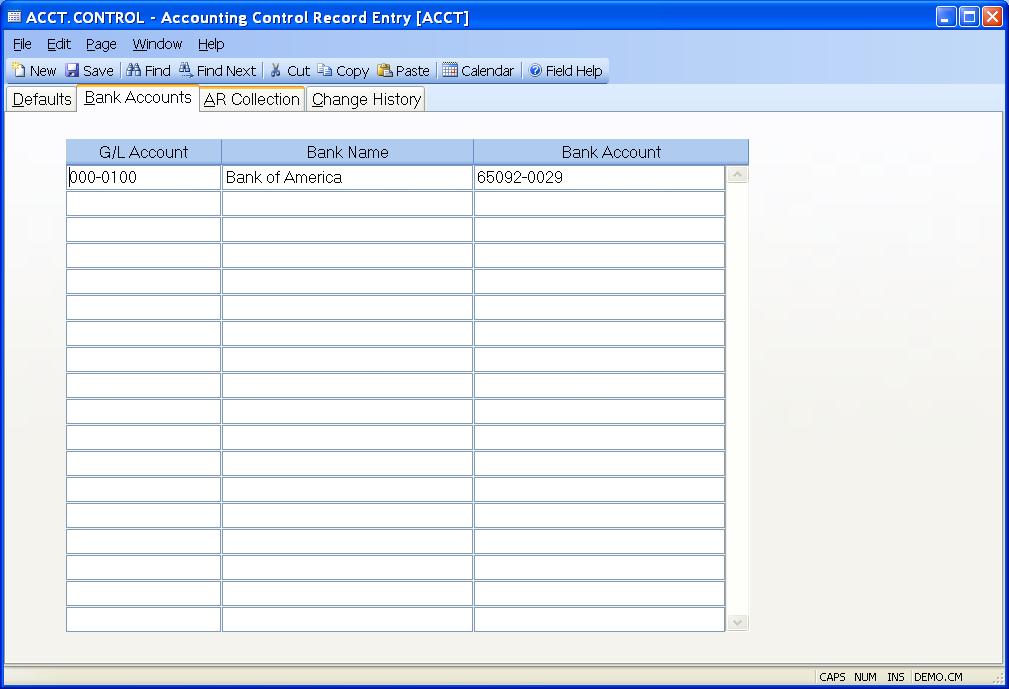 ACCT.CONTROL - Accounting Control Record Entry [ACCT]
File Edit Page Window Help
New Save Find Find Next Cut Copy Paste Calendar Field Help
Defaults Bank Accounts AR Collection Change History
G/L Account Bank Name Bank Account
000-0100 Bank of America 65092-0029
CAPS NUM INS DEMO.CM